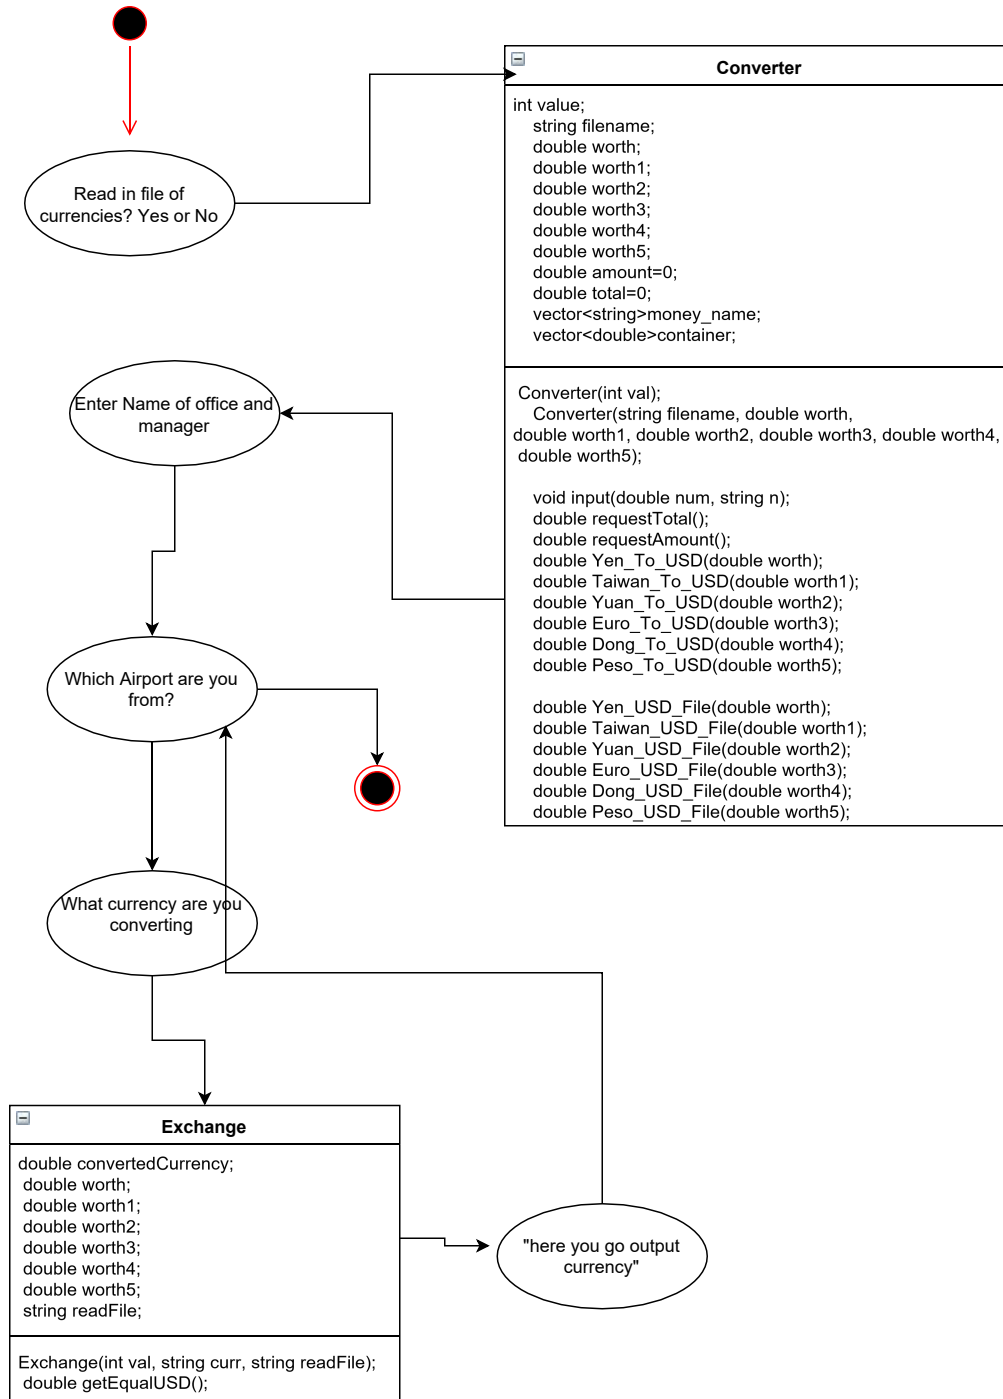 Read in file of
currencies? Yes or No
Converter
int value;
string filename;
double worth;
double worth1;
double worth2;
double worth3;
double worth4;
double worth5;
double amount=0;
double total=0;
vector<string>money_name;
vector<double>container;
Converter(int val);
Converter(string filename, double worth,
double worth1, double worth2, double worth3, double worth4,
double worth5);
void input(double num, string n);
double requestTotal();
double requestAmount();
double Yen_To_USD(double worth);
double Taiwan_To_USD(double worth1);
double Yuan_To_USD(double worth2);
double Euro_To_USD(double worth3);
double Dong_To_USD(double worth4);
double Peso_To_USD(double worth5);
double Yen_USD_File(double worth);
double Taiwan_USD_File(double worth1);
double Yuan_USD_File(double worth2);
double Euro_USD_File(double worth3);
double Dong_USD_File(double worth4);
double Peso_USD_File(double worth5);
Enter Name of office and
manager
Which Airport are you
from?
What currency are you
converting
Exchange
double convertedCurrency;
double worth;
double worth1;
double worth2;
double worth3;
double worth4;
double worth5;
string readFile;
Exchange(int val, string curr, string readFile);
double getEqualUSD();
"here you go output
currency"